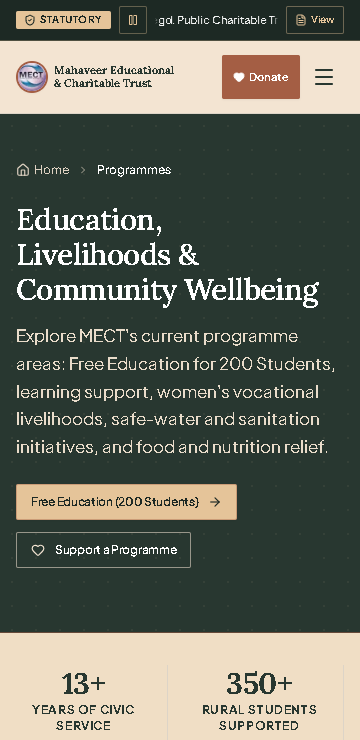 STATUTORY
gol. Public Charitable Tr
View
MECT
Mahaveer Educational
& Charitable Trust
Donate
Home > Programmes
Education,
Livelihoods &
Community Wellbeing
Explore MECT's current programme
areas: Free Education for 200 Students,
learning support, women's vocational
livelihoods, safe-water and sanitation
initiatives, and food and nutrition relief.
Free Education (200 Students) →
Support a Programme
13+
YEARS OF CIVIC
SERVICE
350+
RURAL STUDENTS
SUPPORTED